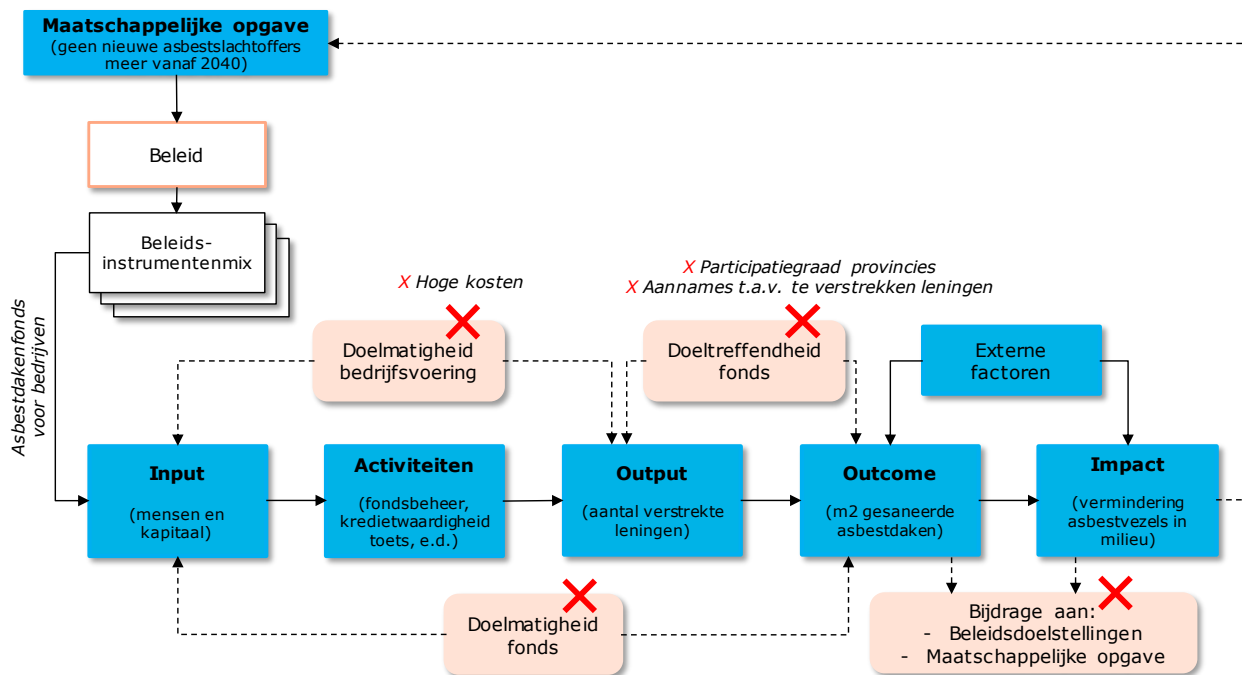 Maatschappelijke opgave
(geen nieuwe asbestslachtoffers
meer vanaf 2040)
Beleid
Beleids-
instrumentenmix
Asbestdakenfonds
voor bedrijven
X Hoge kosten
X Participatiegraad provincies
X Aannames t.a.v. te verstrekken leningen
Doelmatigheid
bedrijfsvoering
Doeltreffendheid
fonds
Externe
factoren
Input
(mensen en
kapitaal)
Activiteiten
(fondsbeheer,
kredietwaardigheid
toets, e.d.)
Output
(aantal verstrekte
leningen)
Outcome
(m2 gesaneerde
asbestdaken)
Impact
(vermindering
asbestvezels in
milieu)
Doelmatigheid
fonds
Bijdrage aan:
- Beleidsdoelstellingen
- Maatschappelijke opgave